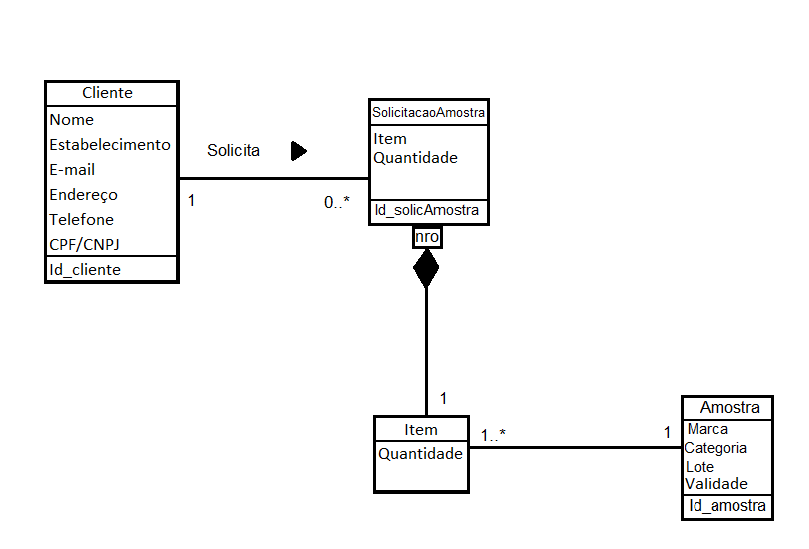 Cliente
Nome
Estabelecimento
E-mail
Endereço
Telefone
CPF/CNPJ
Id_cliente
Solicita
1
0..*
SolicitacaoAmostra
Item
Quantidade
Id_solicAmostra
nro
1
Item
Quantidade
1..*
1
Amostra
Marca
Categoria
Lote
Validade
Id_amostra